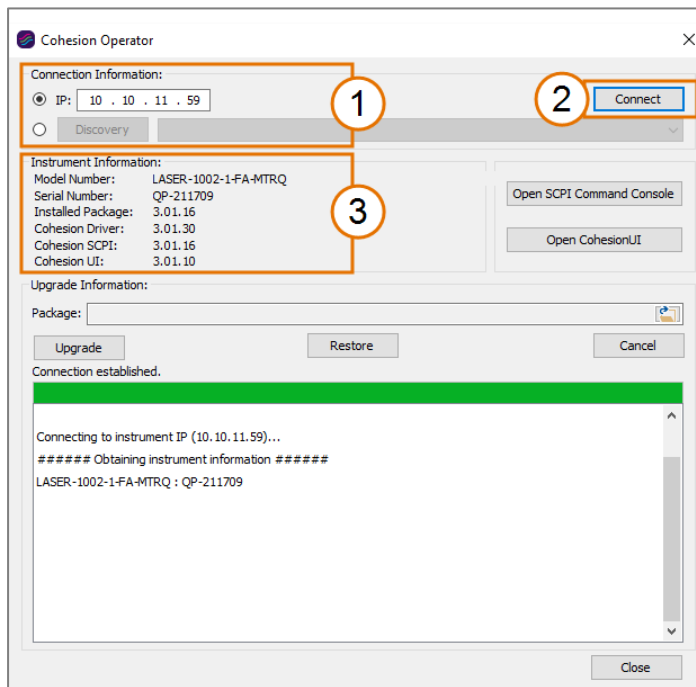 Cohesion Operator
Connection Information:
IP: 10 . 10 . 11 . 59
1
2
Connect
Discovery
Instrument Information:
Model Number: LASER-1002-1-FA-MTRQ
Serial Number: QP-211709
Installed Package: 3.01.16
Cohesion Driver: 3.01.30
Cohesion SCPI: 3.01.16
Cohesion UI: 3.01.10
3
Open SCPI Command Console
Open CohesionUI
Upgrade Information:
Package:
Upgrade
Restore
Cancel
Connection established.
Connecting to instrument IP (10.10.11.59)...
###### Obtaining instrument information ######
LASER-1002-1-FA-MTRQ : QP-211709
Close